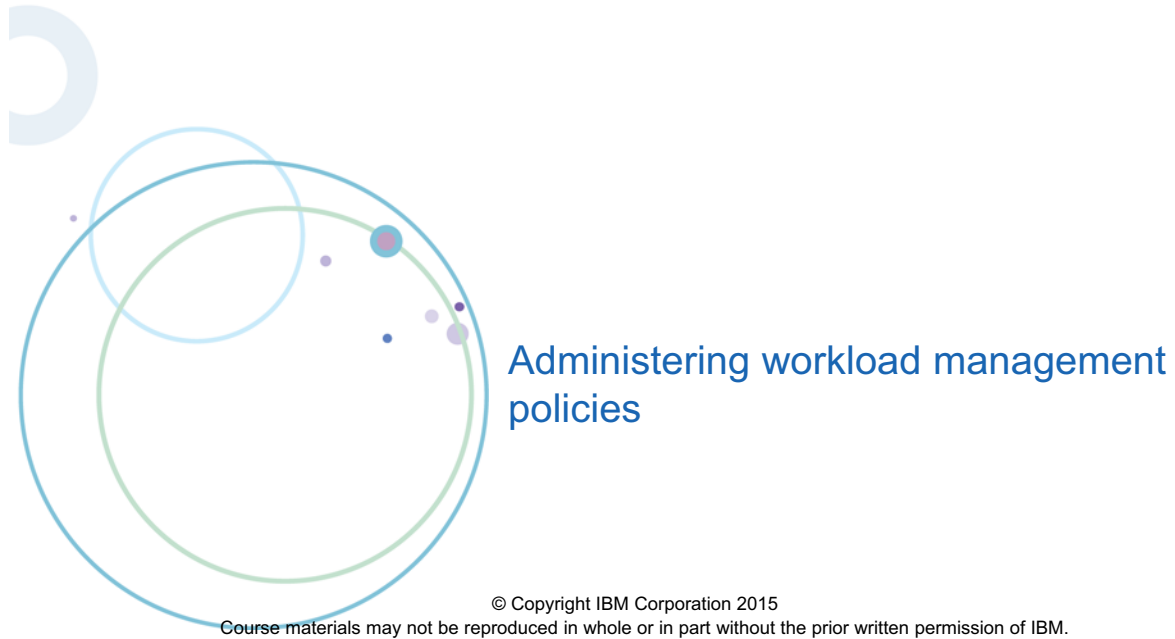 Administering workload management
policies
© Copyright IBM Corporation 2015
Course materials may not be reproduced in whole or in part without the prior written permission of IBM.